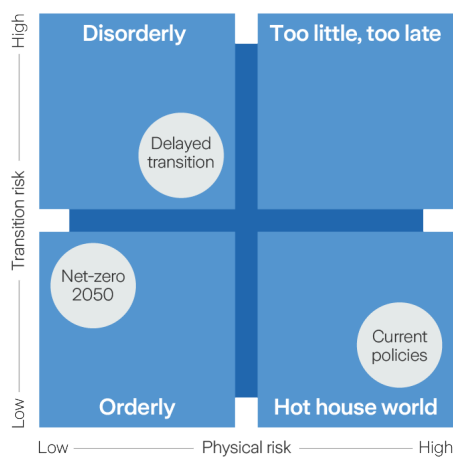 High
Transition risk
Low
Disorderly
Too little, too late
Delayed
transition
Net-zero
2050
Current
policies
Orderly
Hot house world
Low
Physical risk
High